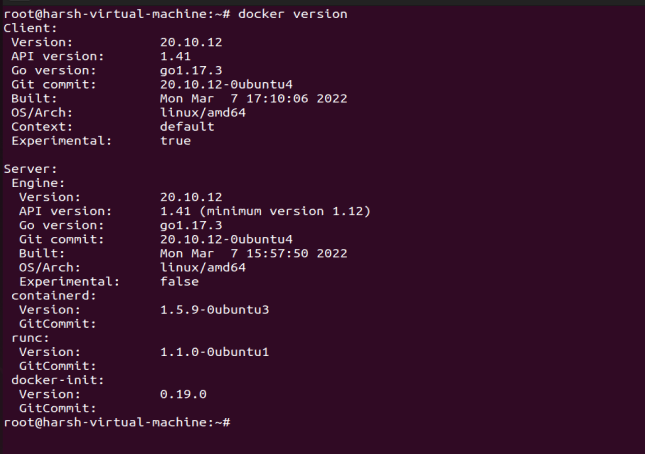 root@harsh-virtual-machine:~# docker version
Client:
 Version:           20.10.12
 API version:       1.41
 Go version:        go1.17.3
 Git commit:        20.10.12-0ubuntu4
 Built:             Mon Mar  7 17:10:06 2022
 OS/Arch:           linux/amd64
 Context:           default
 Experimental:      true

Server:
 Engine:
  Version:          20.10.12
  API version:      1.41 (minimum version 1.12)
  Go version:       go1.17.3
  Git commit:       20.10.12-0ubuntu4
  Built:            Mon Mar  7 15:57:50 2022
  OS/Arch:          linux/amd64
  Experimental:     false
 containerd:
  Version:          1.5.9-0ubuntu3
  GitCommit:
 runc:
  Version:          1.1.0-0ubuntu1
  GitCommit:
 docker-init:
  Version:          0.19.0
  GitCommit:
root@harsh-virtual-machine:~#